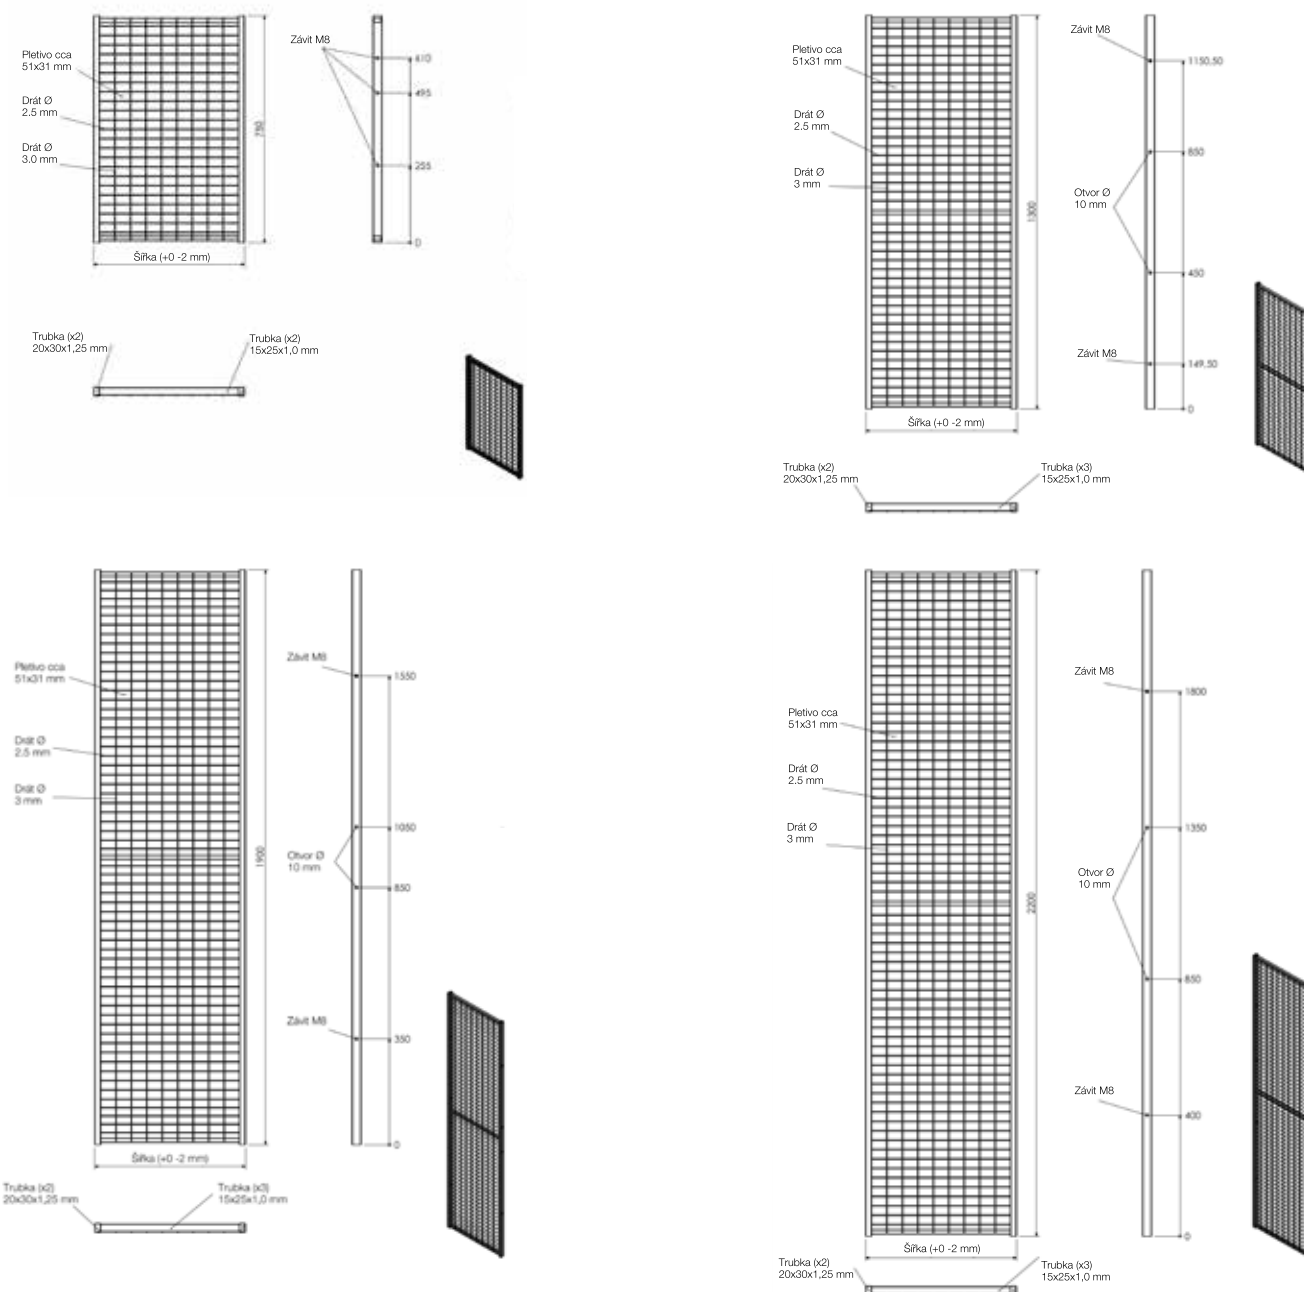 Závit M8
Pletivo cca
51x31 mm
Drát Ø
2.5 mm
Drát Ø
3.0 mm
610
495
255
0
750
Šířka (+0 -2 mm)
Trubka (x2)
20x30x1,25 mm
Trubka (x2)
15x25x1,0 mm
Závit M8
Pletivo cca
51x31 mm
Drát Ø
2.5 mm
Drát Ø
3 mm
1150,50
850
Otvor Ø
10 mm
1300
450
Závit M8
149,50
0
Šířka (+0 -2 mm)
Trubka (x2)
20x30x1,25 mm
Trubka (x3)
15x25x1,0 mm
Závit M8
Pletivo cca
51x31 mm
Drát Ø
2.5 mm
Drát Ø
3 mm
1550
1050
Otvor Ø
10 mm
850
1900
Závit M8
350
0
Šířka (+0 -2 mm)
Trubka (x2)
20x30x1,25 mm
Trubka (x3)
15x25x1,0 mm
Závit M8
Pletivo cca
51x31 mm
Drát Ø
2.5 mm
Drát Ø
3 mm
1800
1350
Otvor Ø
10 mm
2200
850
Závit M8
400
0
Šířka (+0 -2 mm)
Trubka (x2)
20x30x1,25 mm
Trubka (x3)
15x25x1,0 mm